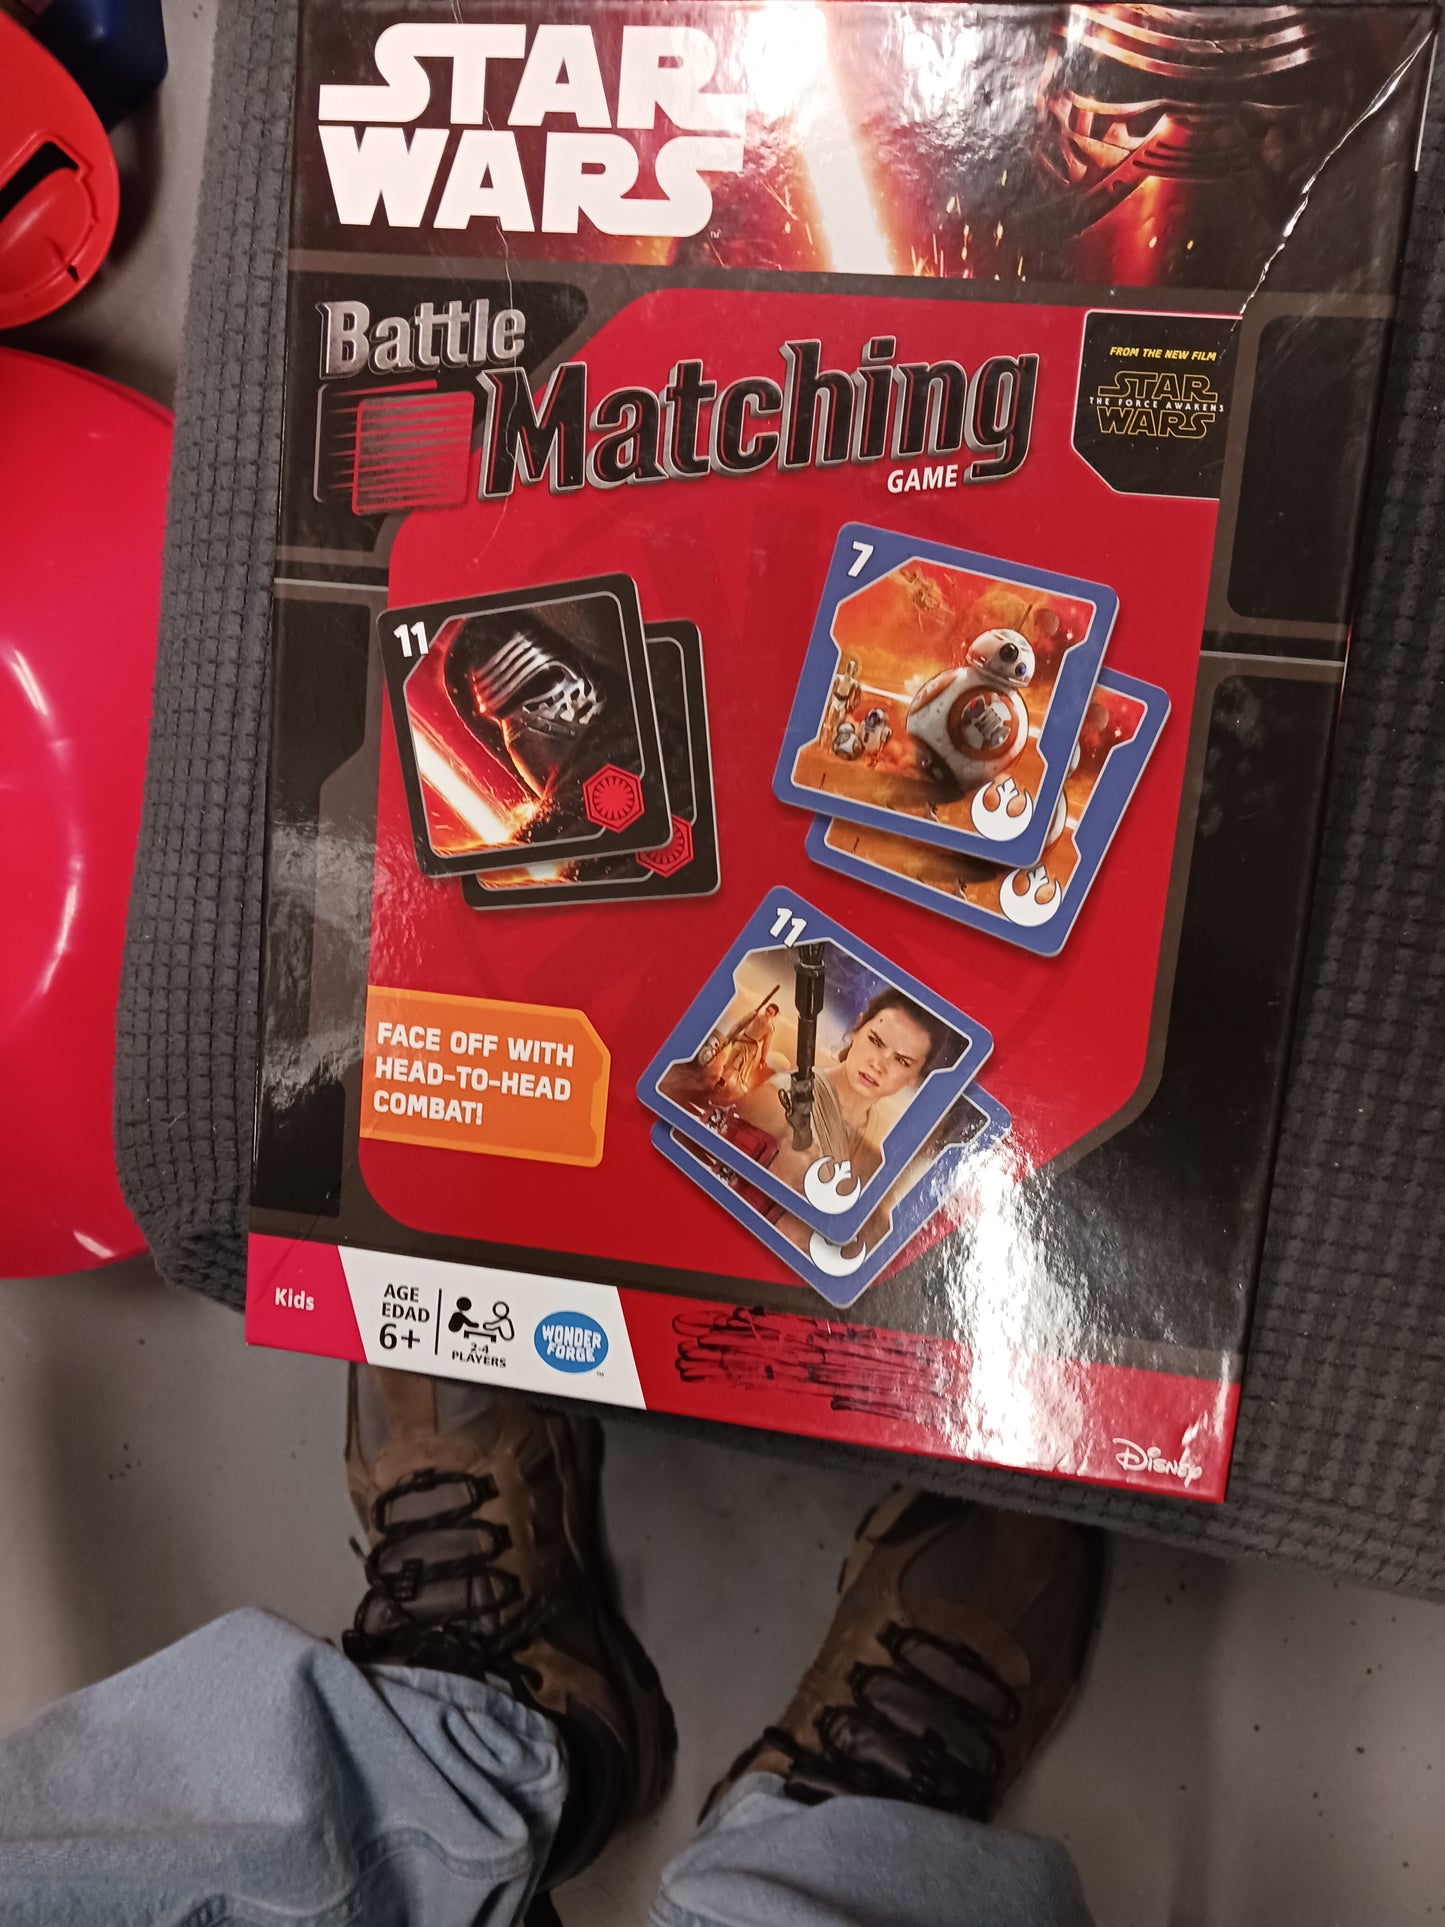 STAR
WARS
Battle
Matching
GAME
FROM THE NEW FILM
STAR
THE FORCE AWAKENS
WARS
11
7
11
FACE OFF WITH
HEAD-TO-HEAD
COMBAT!
Kids
AGE
EDAD
6+
2-4
PLAYERS
WONDER
FORGE
Disney